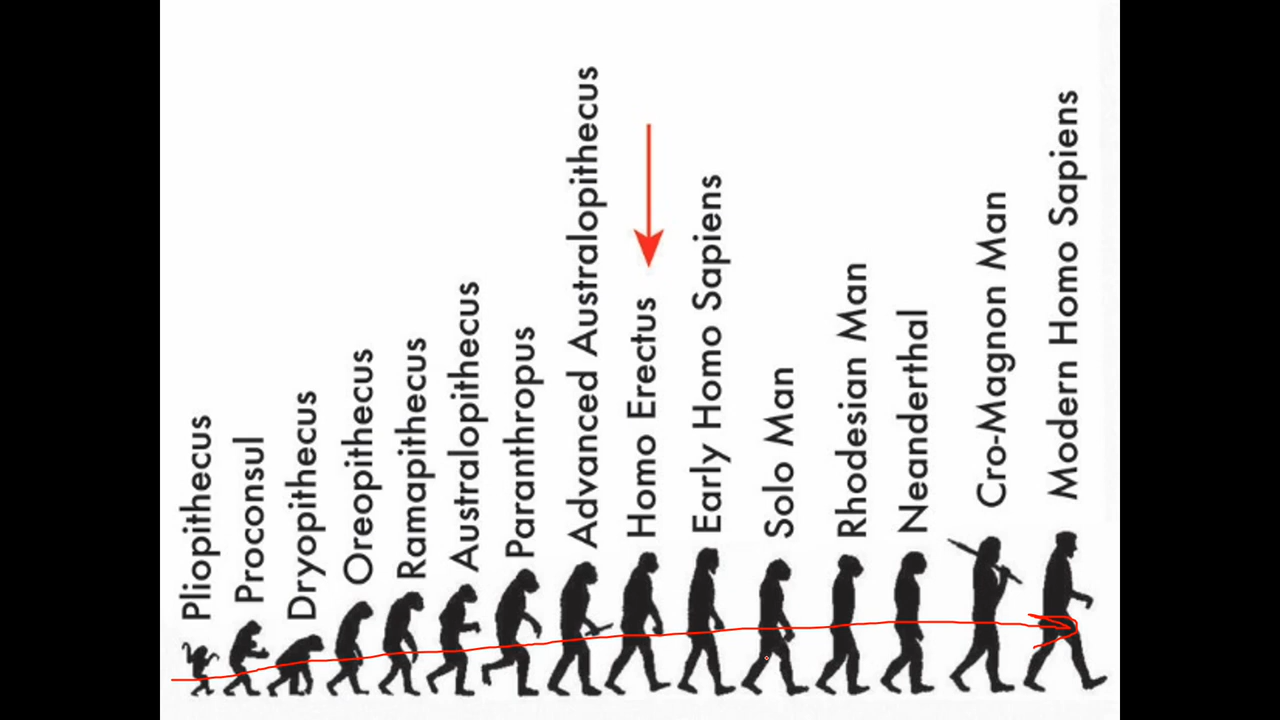 Pliopithecus
Proconsul
Dryopithecus
Oreopithecus
Ramapithecus
Australopithecus
Paranthropus
Advanced Australopithecus
Homo Erectus
Early Homo Sapiens
Solo Man
Rhodesian Man
Neanderthal
Cro-Magnon Man
Modern Homo Sapiens